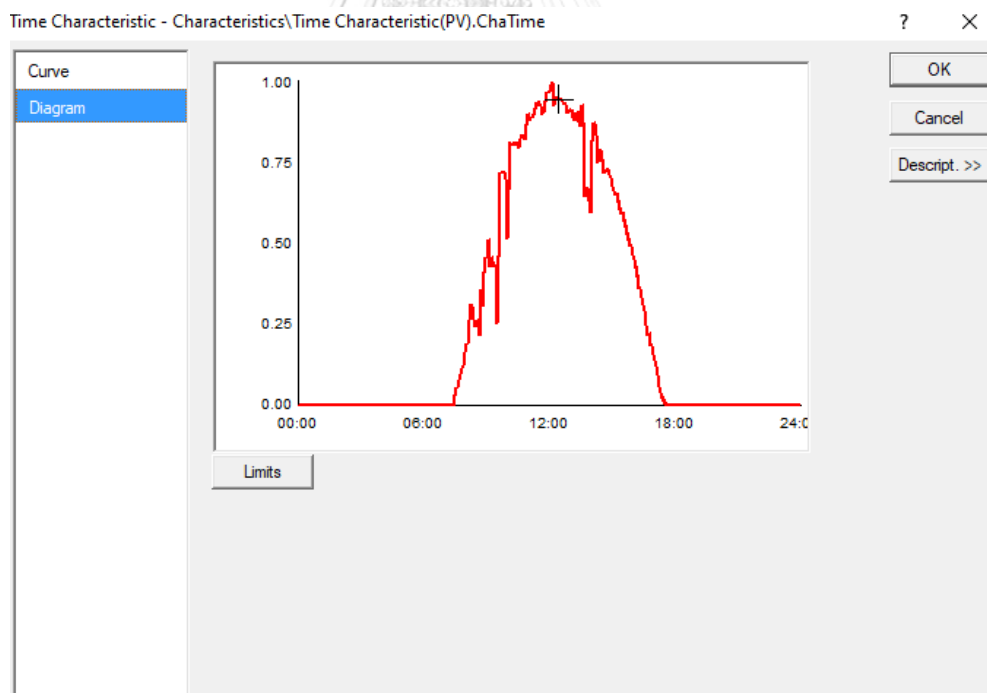 Time Characteristic - Characteristics\Time Characteristic(PV).ChaTime
? ×
Curve
Diagram
OK
Cancel
Descript. >>
1.00
0.75
0.50
0.25
0.00
00:00 06:00 12:00 18:00 24:0
Limits